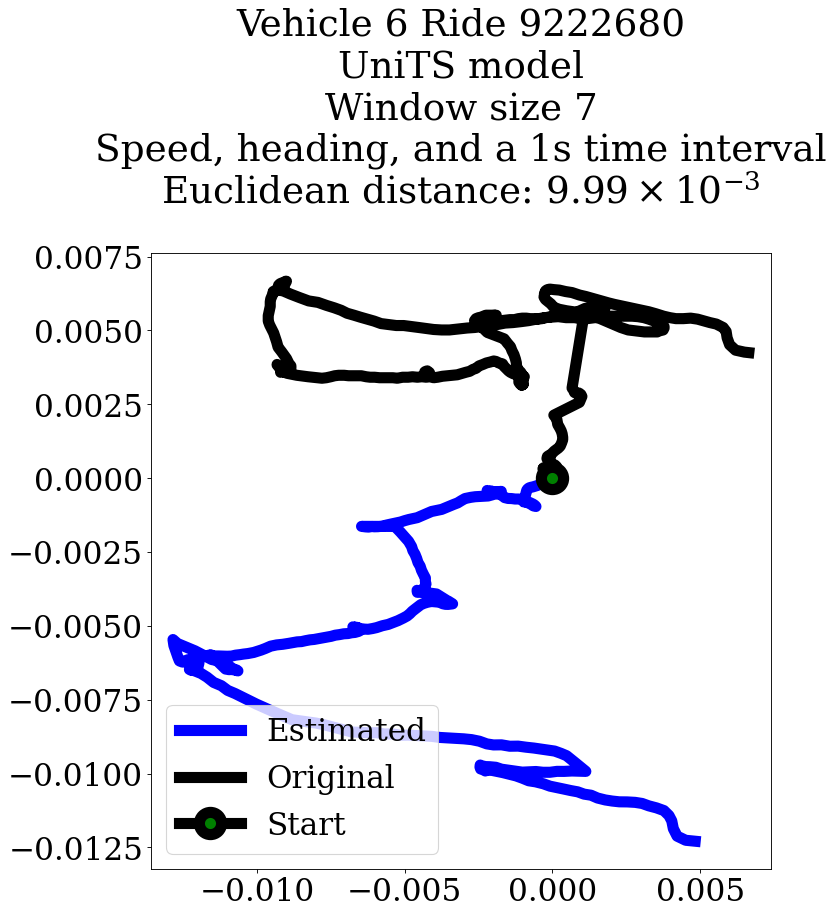 Vehicle 6 Ride 9222680
UniTS model
Window size 7
Speed, heading, and a 1s time interval
Euclidean distance: 9.99 × 10⁻³
0.0075
0.0050
0.0025
0.0000
−0.0025
−0.0050
−0.0075
−0.0100
−0.0125
Estimated
Original
Start
−0.010 −0.005 0.000 0.005